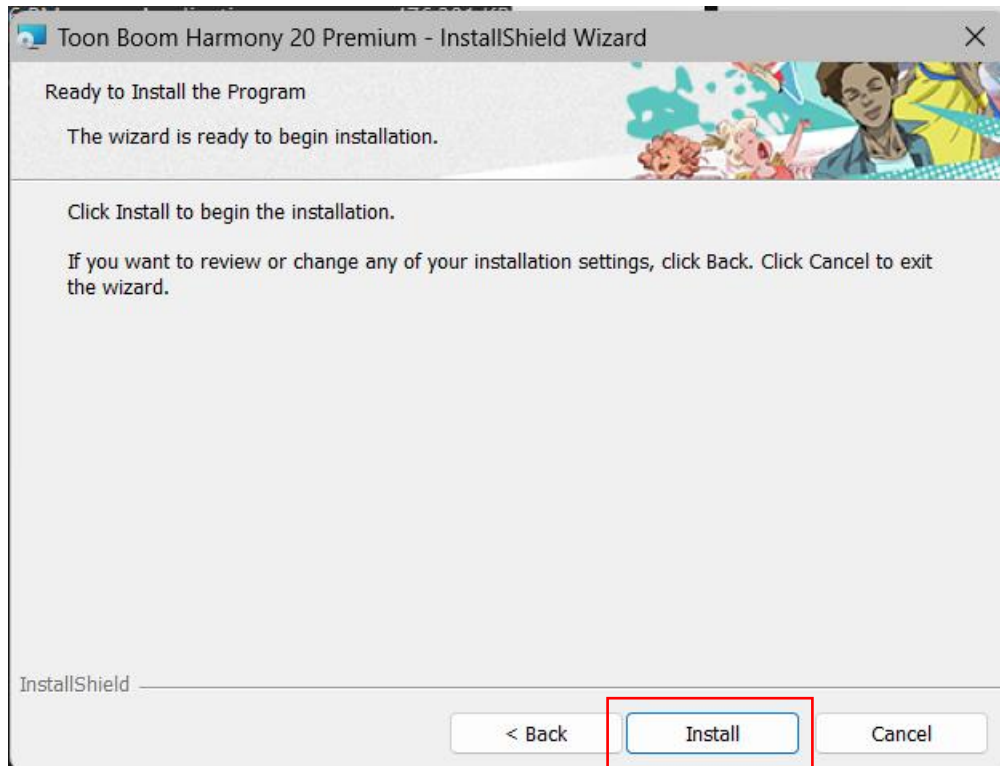 Toon Boom Harmony 20 Premium - InstallShield Wizard
Ready to Install the Program
The wizard is ready to begin installation.
Click Install to begin the installation.
If you want to review or change any of your installation settings, click Back. Click Cancel to exit
the wizard.
InstallShield
< Back Install Cancel